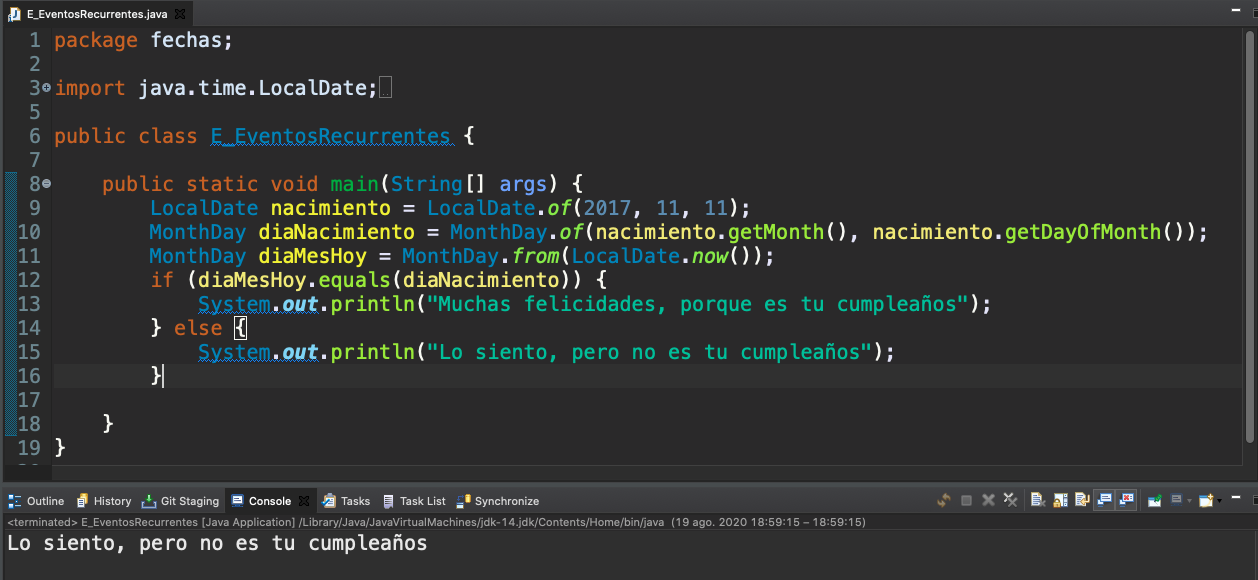 E_EventosRecurrentes.java
1 package fechas;
2
3 import java.time.LocalDate;
5
6 public class E_EventosRecurrentes {
7
8 public static void main(String[] args) {
9 LocalDate nacimiento = LocalDate.of(2017, 11, 11);
10 MonthDay diaNacimiento = MonthDay.of(nacimiento.getMonth(), nacimiento.getDayOfMonth());
11 MonthDay diaMesHoy = MonthDay.from(LocalDate.now());
12 if (diaMesHoy.equals(diaNacimiento)) {
13 System.out.println("Muchas felicidades, porque es tu cumpleaños");
14 } else {
15 System.out.println("Lo siento, pero no es tu cumpleaños");
16 }
17
18 }
19 }
Outline History Git Staging Console Tasks Task List Synchronize
<terminated> E_EventosRecurrentes [Java Application] /Library/Java/JavaVirtualMachines/jdk-14.jdk/Contents/Home/bin/java (19 ago. 2020 18:59:15 – 18:59:15)
Lo siento, pero no es tu cumpleaños